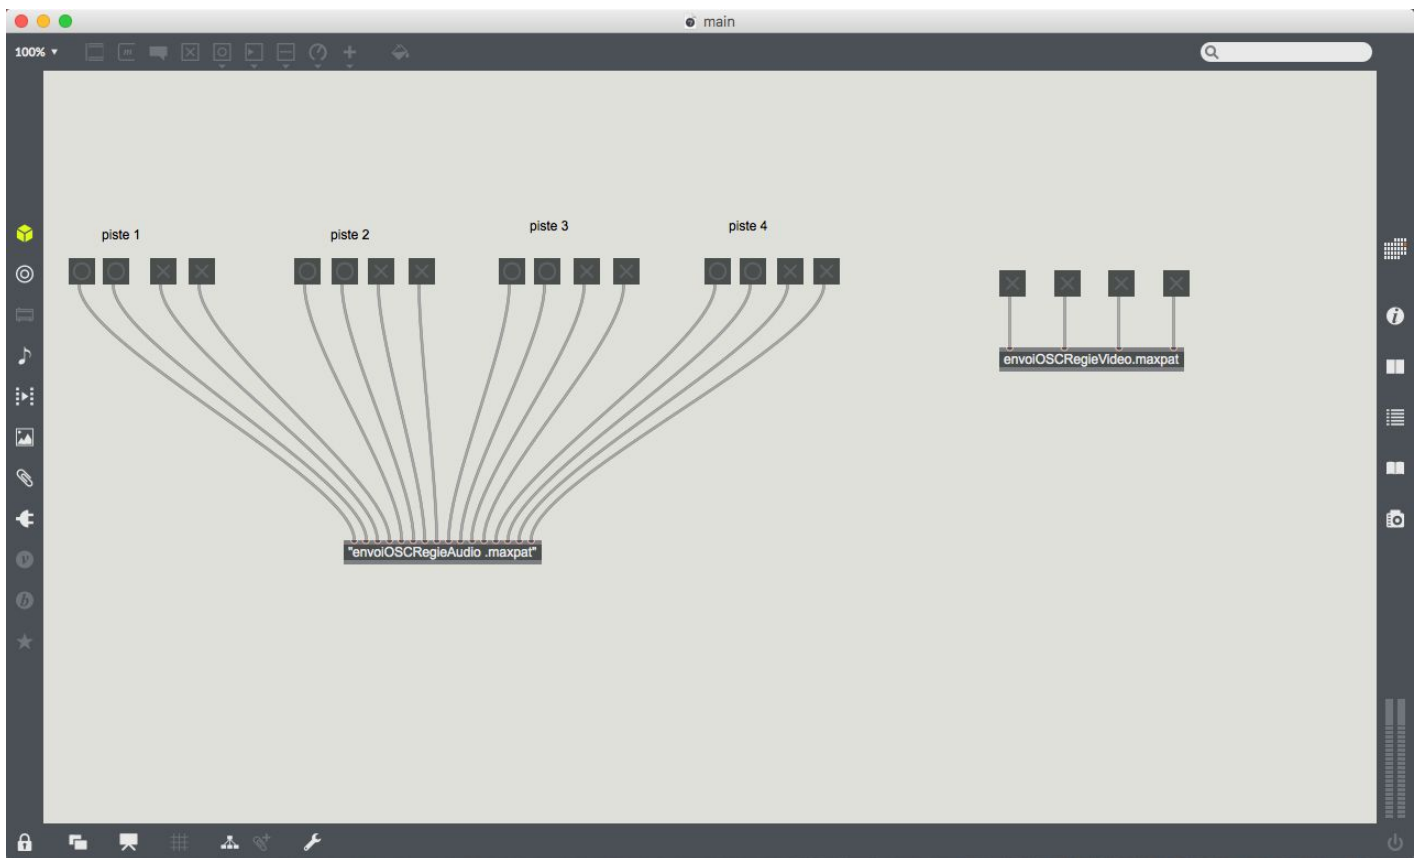 main
100%
piste 1
piste 2
piste 3
piste 4
envoiOSCRegieVideo.maxpat
"envoiOSCRegieAudio .maxpat"